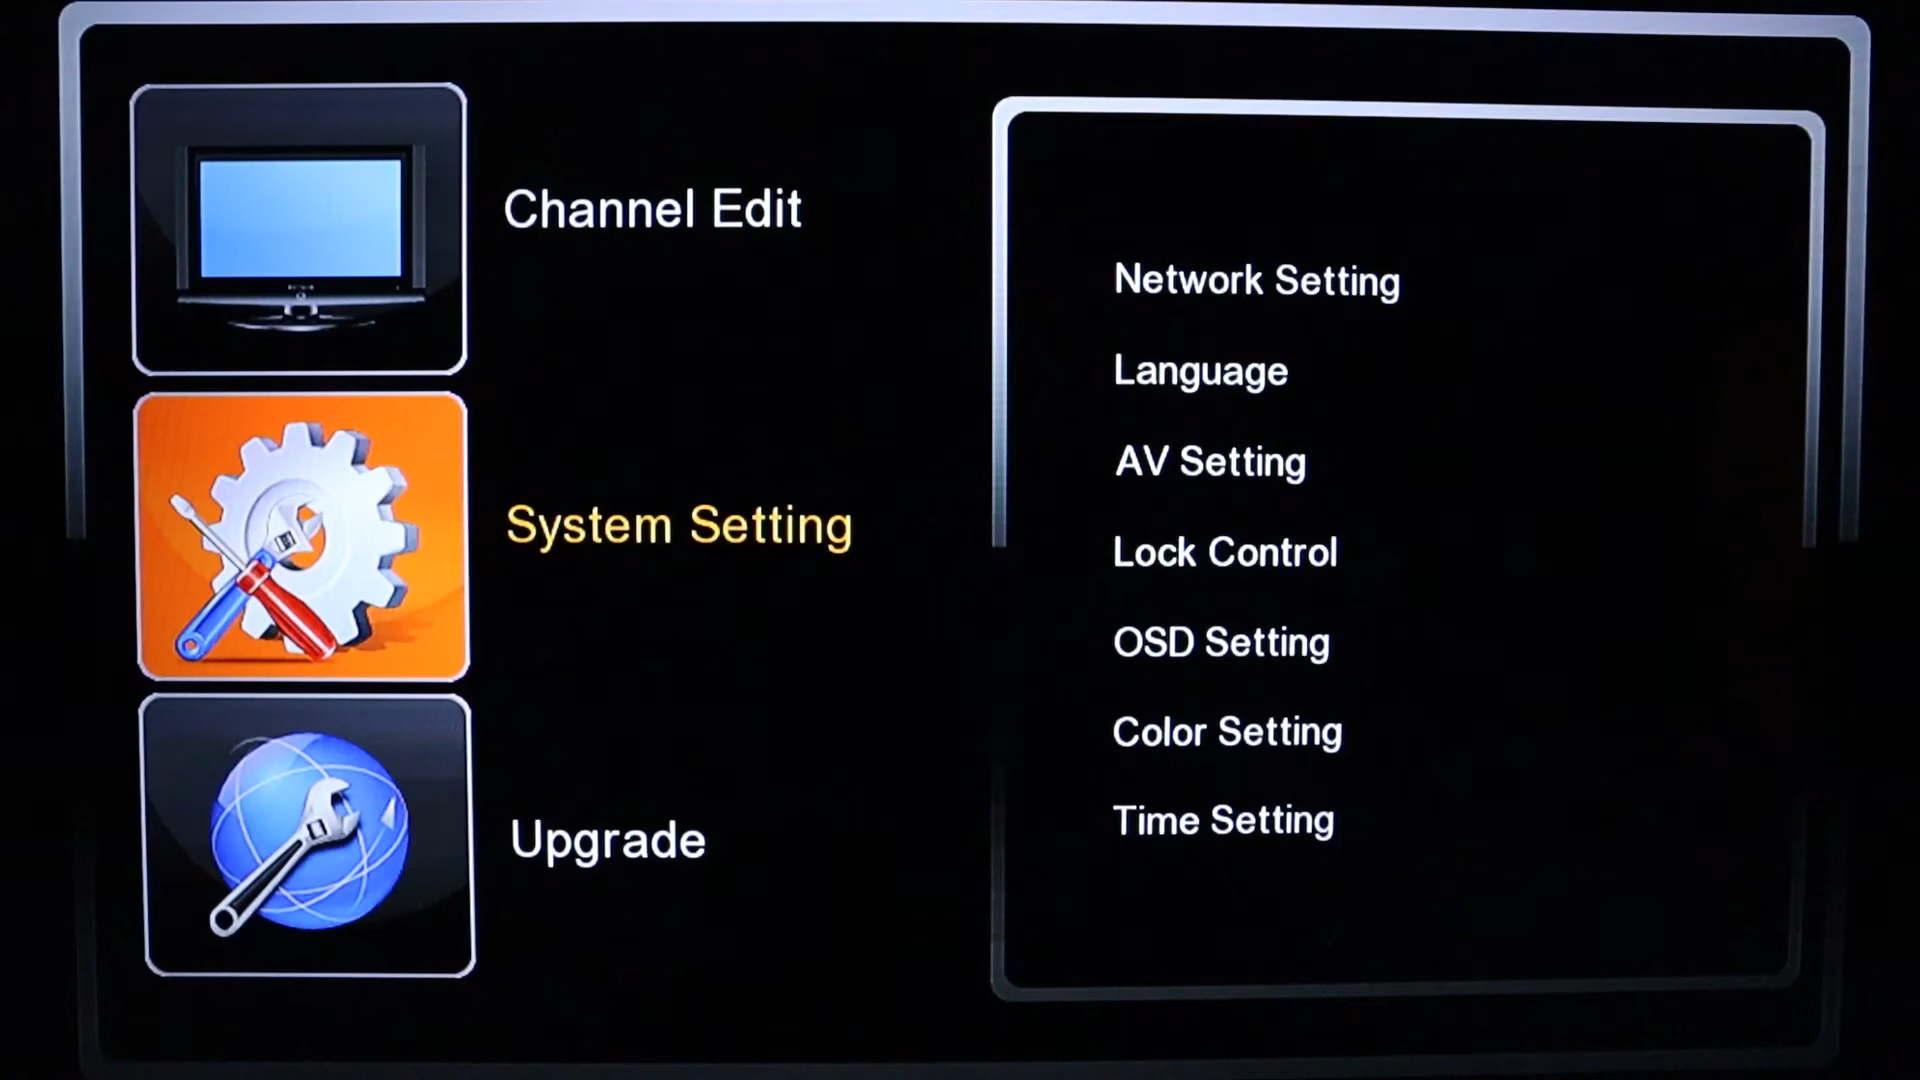 Channel Edit
System Setting
Upgrade
Network Setting
Language
AV Setting
Lock Control
OSD Setting
Color Setting
Time Setting